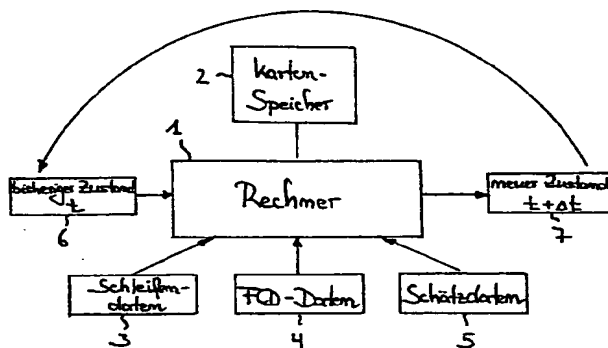 2
Karten-
Speicher
1
Rechner
bisheriger Zustand
t
6
neuer Zustand
t + Δt
7
Schleifen-
daten
3
FCD-Daten
4
Schätzdaten
5